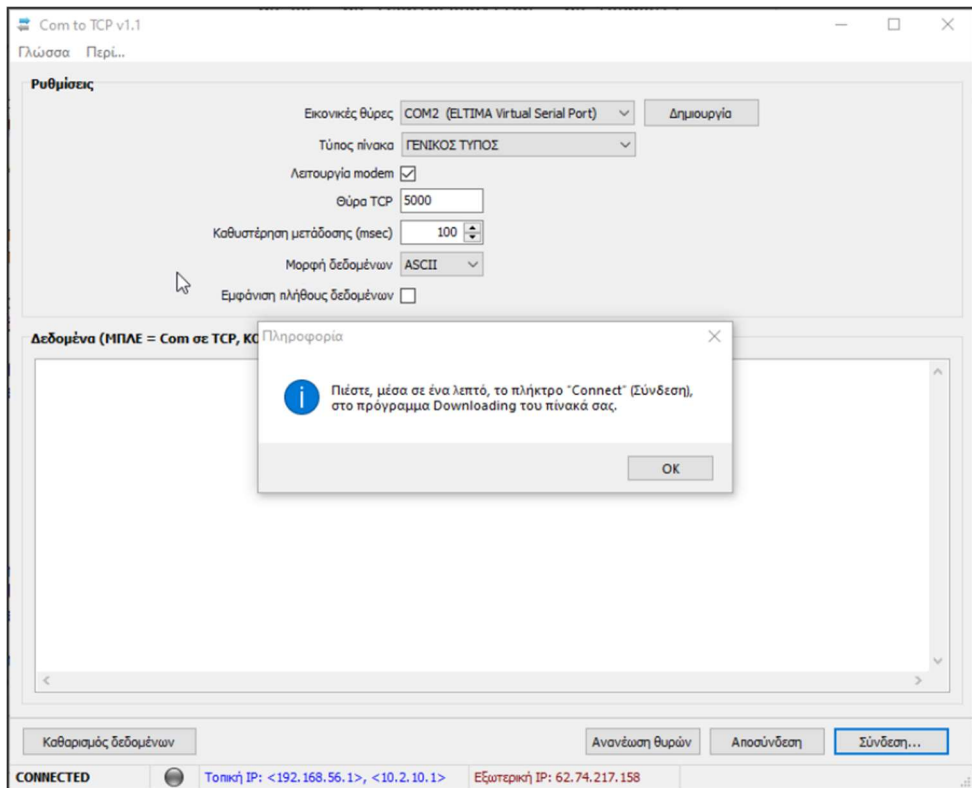 Com to TCP v1.1
Γλώσσα Περί...
Ρυθμίσεις
Εικονικές θύρες COM2 (ELTIMA Virtual Serial Port) Δημιουργία
Τύπος πίνακα ΓΕΝΙΚΟΣ ΤΥΠΟΣ
Λειτουργία modem
Θύρα TCP 5000
Καθυστέρηση μετάδοσης (msec) 100
Μορφή δεδομένων ASCII
Εμφάνιση πλήθους δεδομένων
Δεδομένα (ΜΠΛΕ = Com σε TCP,
Πληροφορία
Πιέστε, μέσα σε ένα λεπτό, το πλήκτρο "Connect" (Σύνδεση),
στο πρόγραμμα Downloading του πίνακά σας.
OK
Καθαρισμός δεδομένων Ανανέωση θυρών Αποσύνδεση Σύνδεση...
CONNECTED Τοπική IP: <192.168.56.1>, <10.2.10.1> Εξωτερική IP: 62.74.217.158